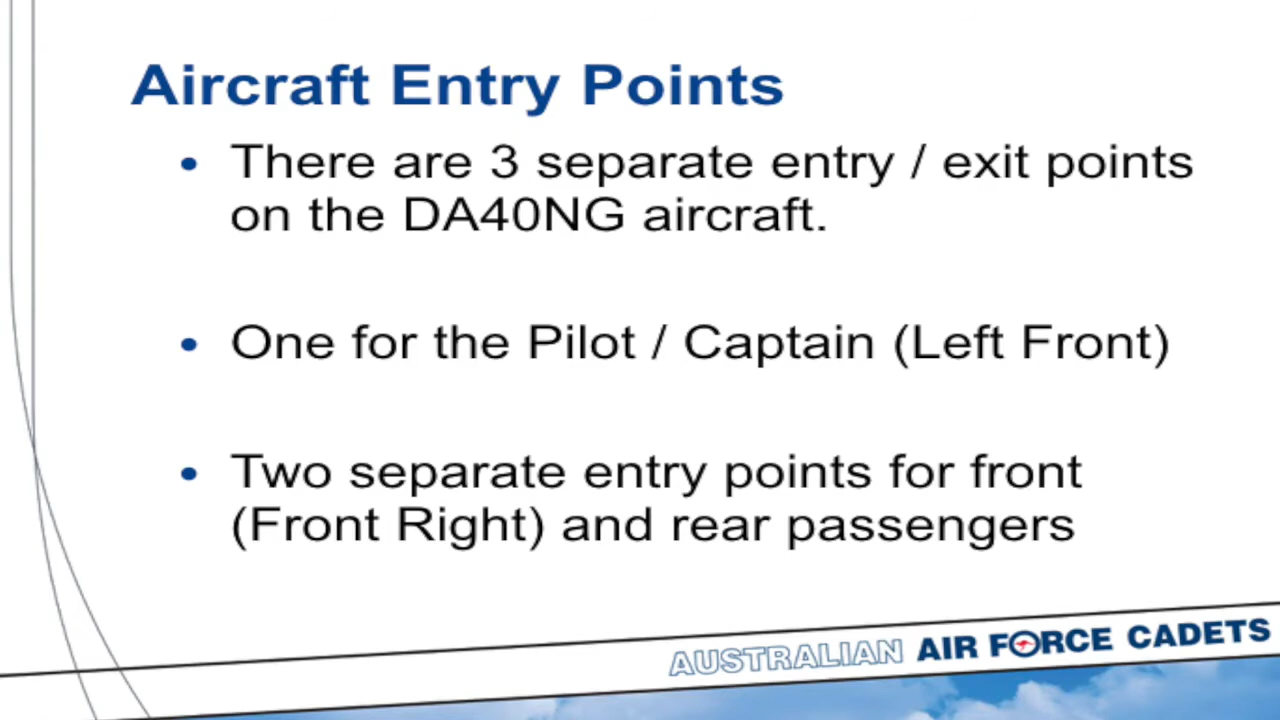 Aircraft Entry Points
• There are 3 separate entry / exit points
on the DA40NG aircraft.
• One for the Pilot / Captain (Left Front)
• Two separate entry points for front
(Front Right) and rear passengers
AUSTRALIAN AIR FORCE CADETS